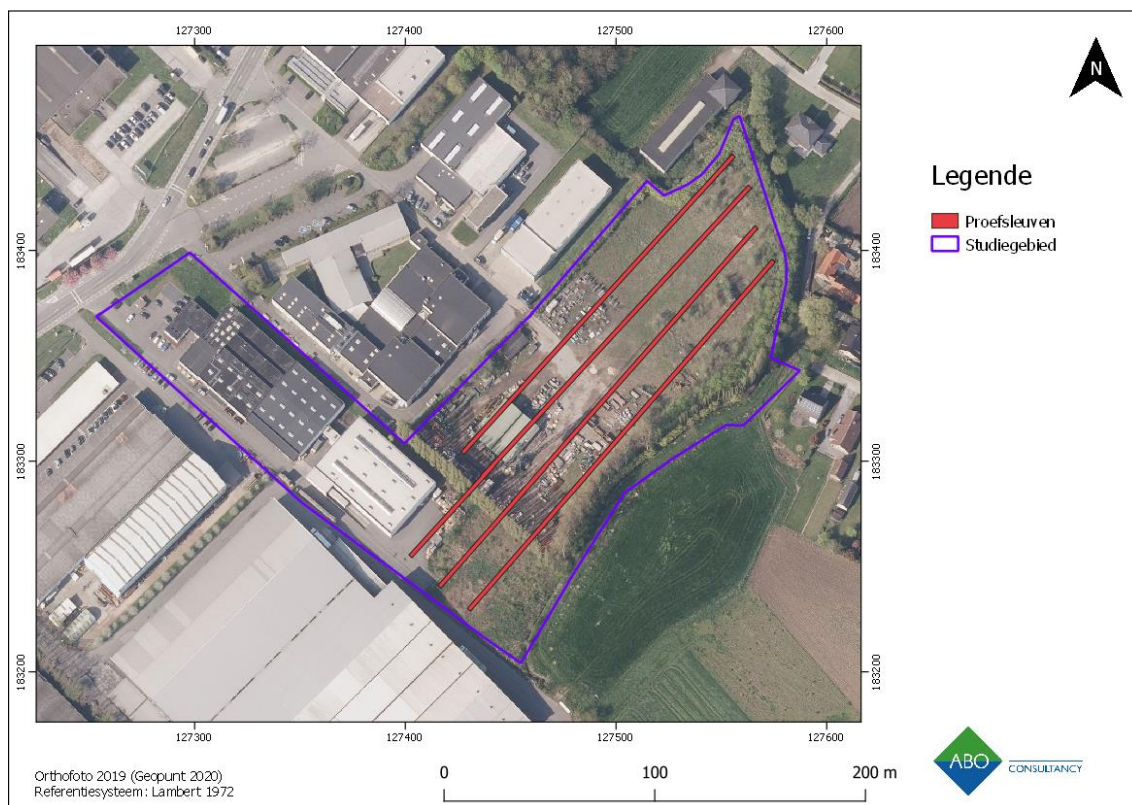 127300 127400 127500 127600
N
Legende
Proefsleuven
Studiegebied
183400 183400
183300 183300
183200 183200
127300 127400 127500 127600
Orthofoto 2019 (Geopunt 2020)
Referentiesysteem: Lambert 1972
0 100 200 m
ABO CONSULTANCY